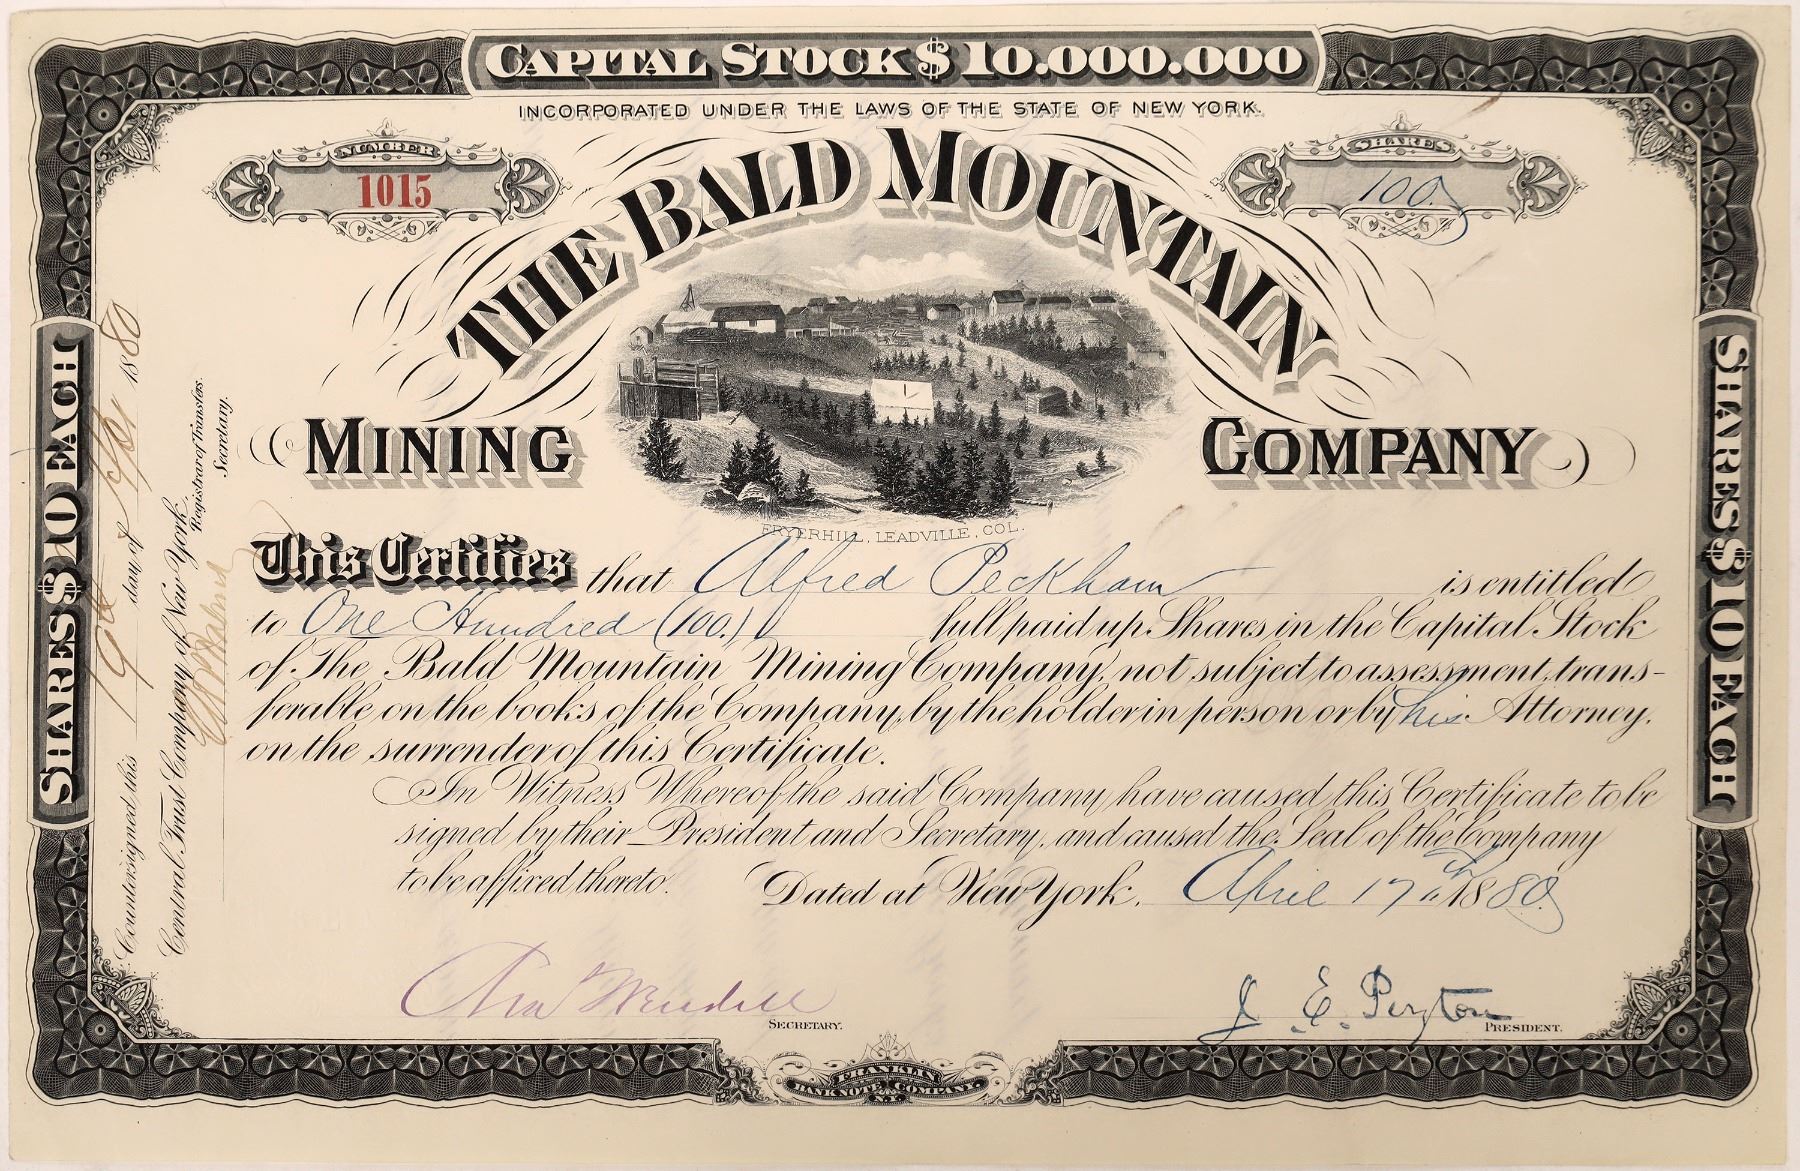 CAPITAL STOCK $10.000.000
INCORPORATED UNDER THE LAWS OF THE STATE OF NEW YORK.
NUMBER
1015
SHARES
100.
THE BALD MOUNTAIN
MINING COMPANY
FRYERHILL, LEADVILLE, COL.
This Certifies that Alfred Peckham is entitled
to One Hundred (100.) full paid up Shares in the Capital Stock
of The Bald Mountain Mining Company, not subject to assessment, trans-
ferable on the books of the Company, by the holder in person or by his Attorney.
on the surrender of this Certificate.
In Witness Whereof the said Company, have caused this Certificate to be
signed by their President and Secretary, and caused the Seal of the Company
to be affixed thereto.
Dated at New York, April 17th 1880.
SECRETARY.
J. E. Peyton
PRESIDENT.
FRANKLIN
BANK NOTE COMPANY.
N.Y.
SHARES $10 EACH
Countersigned this 19th day of 1880
Central Trust Company of New York,
Registrar of Transfers.
Secretary.
SHARES $10 EACH